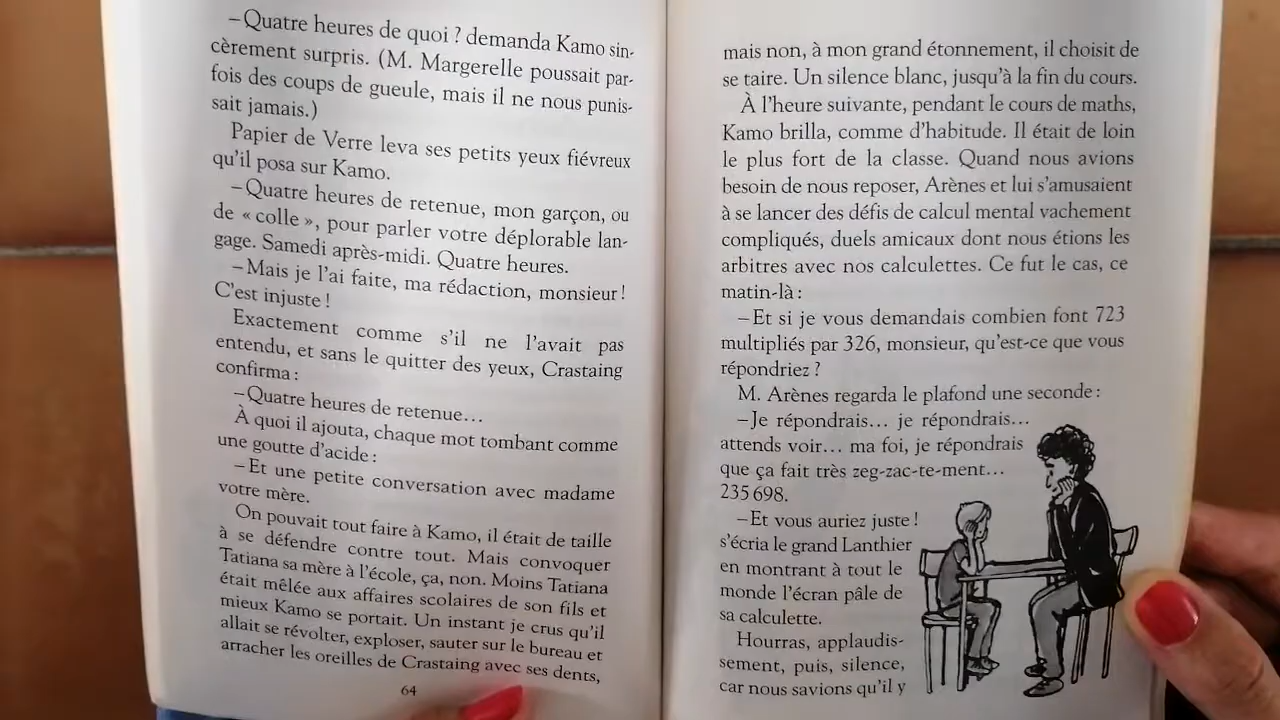 –Quatre heures de quoi ? demanda Kamo sin-
cèrement surpris. (M. Margerelle poussait par-
fois des coups de gueule, mais il ne nous punis-
sait jamais.)
Papier de Verre leva ses petits yeux fiévreux
qu'il posa sur Kamo.
–Quatre heures de retenue, mon garçon, ou
de « colle », pour parler votre déplorable lan-
gage. Samedi après-midi. Quatre heures.
–Mais je l'ai faite, ma rédaction, monsieur !
C'est injuste !
Exactement comme s'il ne l'avait pas
entendu, et sans le quitter des yeux, Crastaing
confirma :
–Quatre heures de retenue…
À quoi il ajouta, chaque mot tombant comme
une goutte d'acide :
–Et une petite conversation avec madame
votre mère.
On pouvait tout faire à Kamo, il était de taille
à se défendre contre tout. Mais convoquer
Tatiana sa mère à l'école, ça, non. Moins Tatiana
était mêlée aux affaires scolaires de son fils et
mieux Kamo se portait. Un instant je crus qu'il
allait se révolter, exploser, sauter sur le bureau et
arracher les oreilles de Crastaing avec ses dents,
64
mais non, à mon grand étonnement, il choisit de
se taire. Un silence blanc, jusqu'à la fin du cours.
À l'heure suivante, pendant le cours de maths,
Kamo brilla, comme d'habitude. Il était de loin
le plus fort de la classe. Quand nous avions
besoin de nous reposer, Arènes et lui s'amusaient
à se lancer des défis de calcul mental vachement
compliqués, duels amicaux dont nous étions les
arbitres avec nos calculettes. Ce fut le cas, ce
matin-là :
–Et si je vous demandais combien font 723
multipliés par 326, monsieur, qu'est-ce que vous
répondriez ?
M. Arènes regarda le plafond une seconde :
–Je répondrais… je répondrais…
attends voir… ma foi, je répondrais
que ça fait très zeg-zac-te-ment…
235 698.
–Et vous auriez juste !
s'écria le grand Lanthier
en montrant à tout le
monde l'écran pâle de
sa calculette.
Hourras, applaudis-
sement, puis, silence,
car nous savions qu'il y